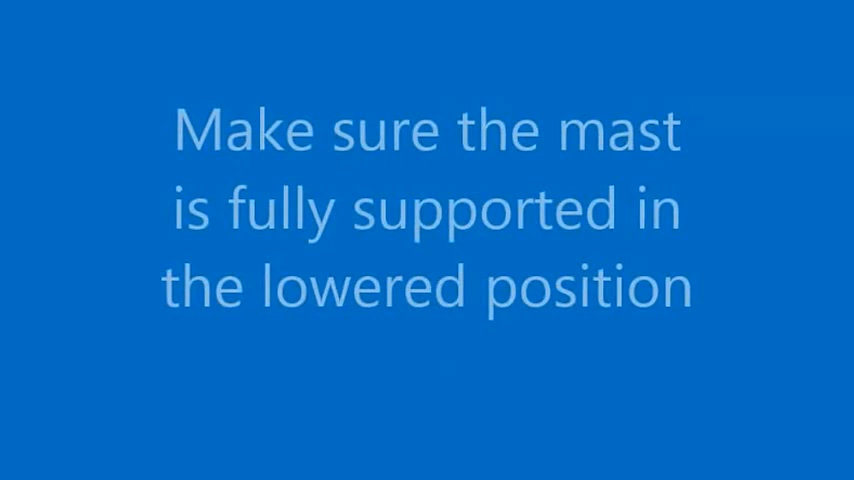 Make sure the mast
is fully supported in
the lowered position